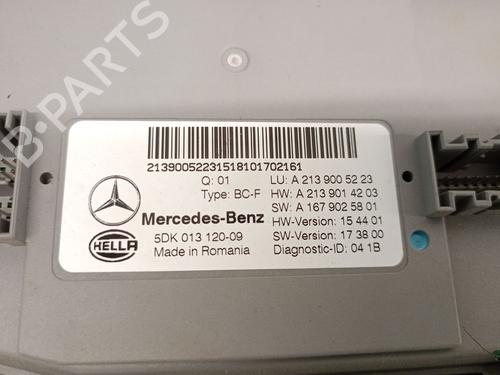 21390052231518101702161
Q: 01 LU: A 213 900 52 23
Type: BC-F HW: A 213 901 42 03
Mercedes-Benz SW: A 167 902 58 01
HW-Version: 15 44 01
HELLA 5DK 013 120-09 SW-Version: 17 38 00
Made in Romania Diagnostic-ID: 04 1B
B-PARTS